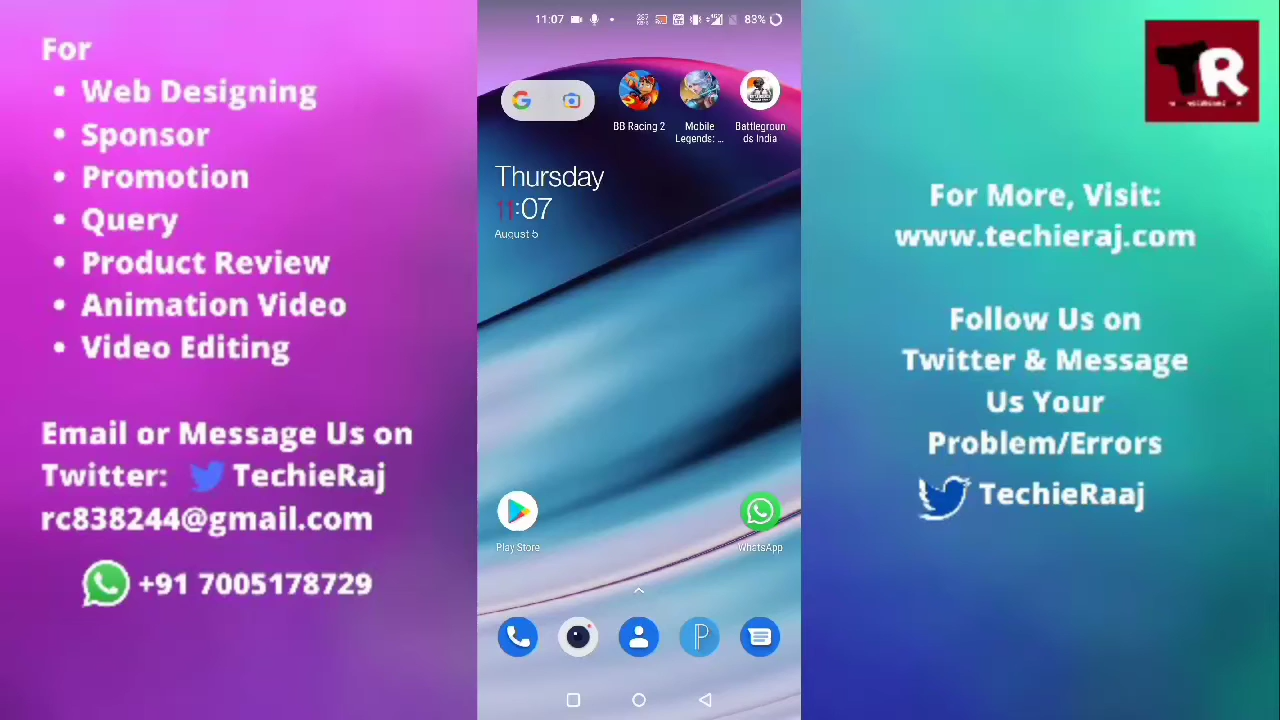 For
• Web Designing
• Sponsor
• Promotion
• Query
• Product Review
• Animation Video
• Video Editing
Email or Message Us on
Twitter: TechieRaj
rc838244@gmail.com
+91 7005178729
11:07
83%
BB Racing 2
Mobile
Legends: ...
Battlegroun
ds India
Thursday
11:07
August 5
Play Store
WhatsApp
TR
For More, Visit:
www.techieraj.com
Follow Us on
Twitter & Message
Us Your
Problem/Errors
TechieRaaj